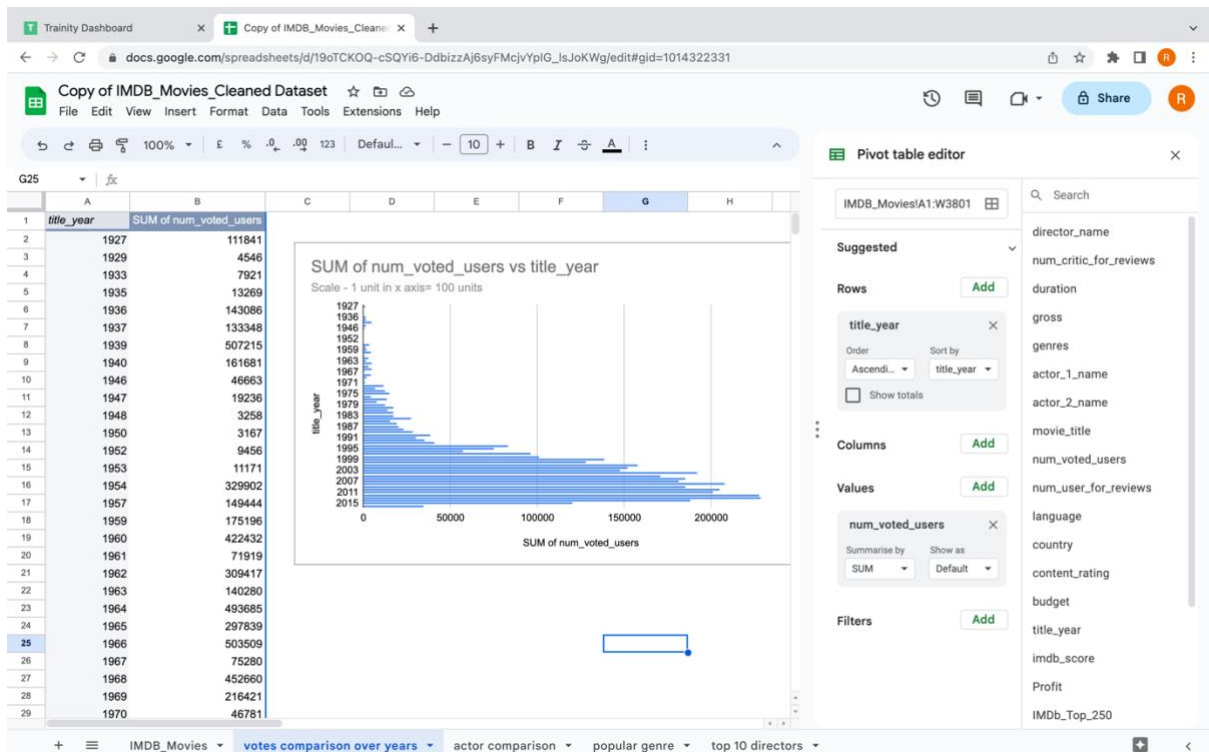 Trainity Dashboard
Copy of IMDB_Movies_Cleane
docs.google.com/spreadsheets/d/19oTCKOQ-cSQYi6-DdbizzAj6syFMcjvYplG_lsJoKWg/edit#gid=1014322331
Copy of IMDB_Movies_Cleaned Dataset
File Edit View Insert Format Data Tools Extensions Help
Share
R
100% £ % .0 .00 123 Defaul... 10 B I A
G25 fx
A B C D E F G H
1 title_year SUM of num_voted_users
2 1927 111841
3 1929 4546
4 1933 7921
5 1935 13269
6 1936 143086
7 1937 133348
8 1939 507215
9 1940 161681
10 1946 46663
11 1947 19236
12 1948 3258
13 1950 3167
14 1952 9456
15 1953 11171
16 1954 329902
17 1957 149444
18 1959 175196
19 1960 422432
20 1961 71919
21 1962 309417
22 1963 140280
23 1964 493685
24 1965 297839
25 1966 503509
26 1967 75280
27 1968 452660
28 1969 216421
29 1970 46781
SUM of num_voted_users vs title_year
Scale - 1 unit in x axis= 100 units
title_year
1927
1936
1946
1952
1959
1963
1967
1971
1975
1979
1983
1987
1991
1995
1999
2003
2007
2011
2015
0 50000 100000 150000 200000
SUM of num_voted_users
Pivot table editor
IMDB_Movies!A1:W3801
Suggested
Rows Add
title_year
Order Sort by
Ascendi... title_year
Show totals
Columns Add
Values Add
num_voted_users
Summarise by Show as
SUM Default
Filters Add
Search
director_name
num_critic_for_reviews
duration
gross
genres
actor_1_name
actor_2_name
movie_title
num_voted_users
num_user_for_reviews
language
country
content_rating
budget
title_year
imdb_score
Profit
IMDb_Top_250
IMDB_Movies votes comparison over years actor comparison popular genre top 10 directors